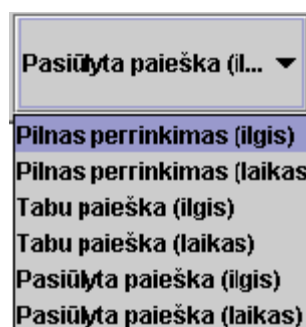 Pasiūlyta paieška (il...
Pilnas perrinkimas (ilgis)
Pilnas perrinkimas (laikas
Tabu paieška (ilgis)
Tabu paieška (laikas)
Pasiūlyta paieška (ilgis)
Pasiūlyta paieška (laikas)